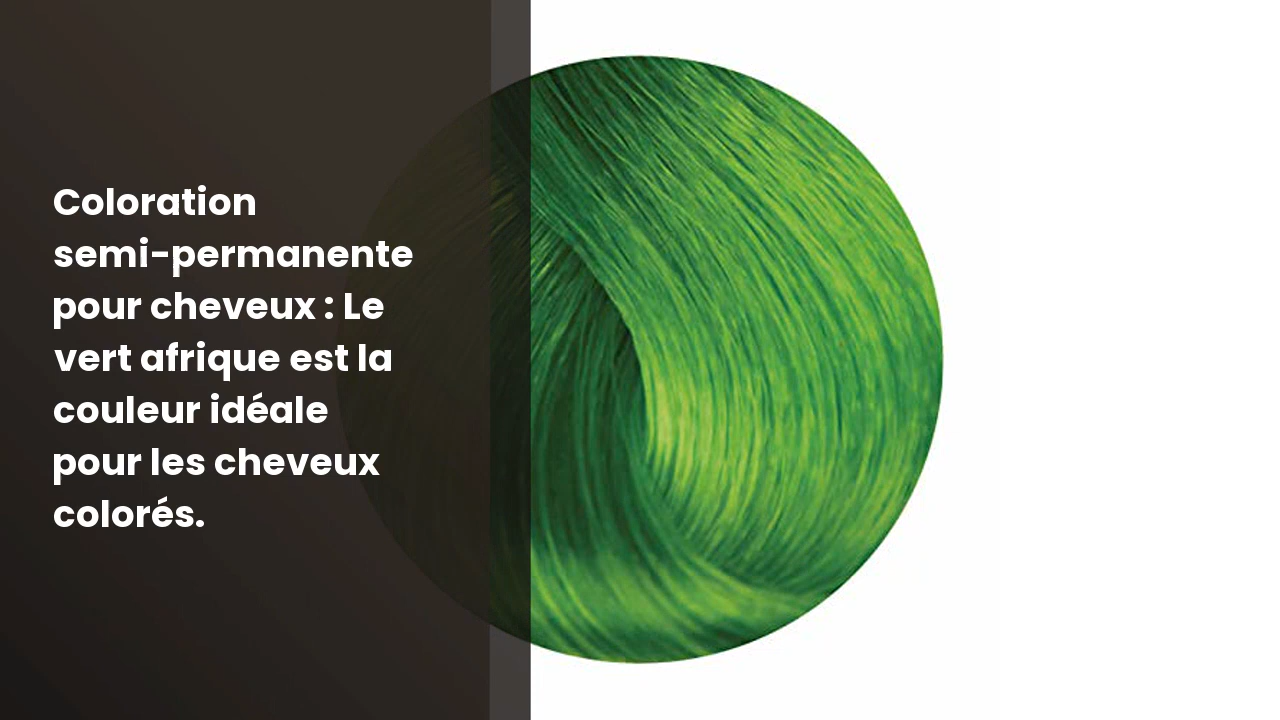 Coloration
semi-permanente
pour cheveux : Le
vert afrique est la
couleur idéale
pour les cheveux
colorés.